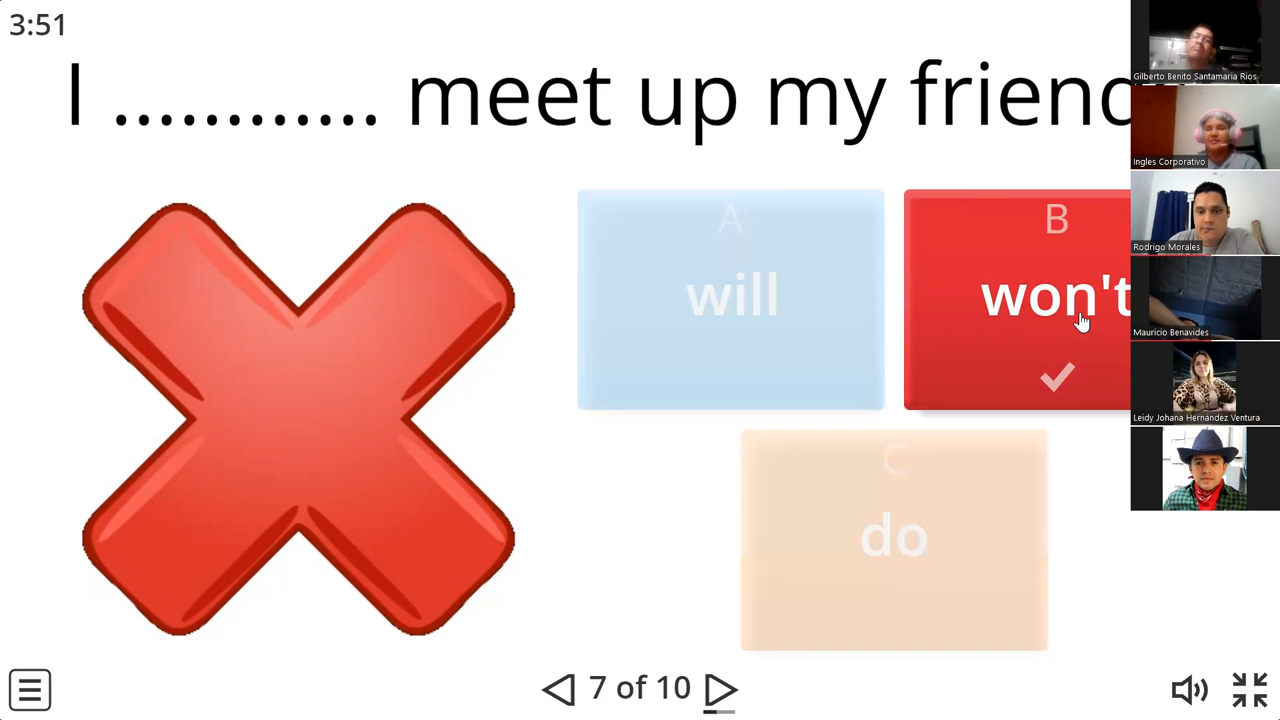 3:51
I ............ meet up my friend
A
will
B
won't
C
do
7 of 10
Gilberto Benito Santamaria Rios
Ingles Corporativo
Rodrigo Morales
Mauricio Benavides
Leidy Johana Hernández Ventura